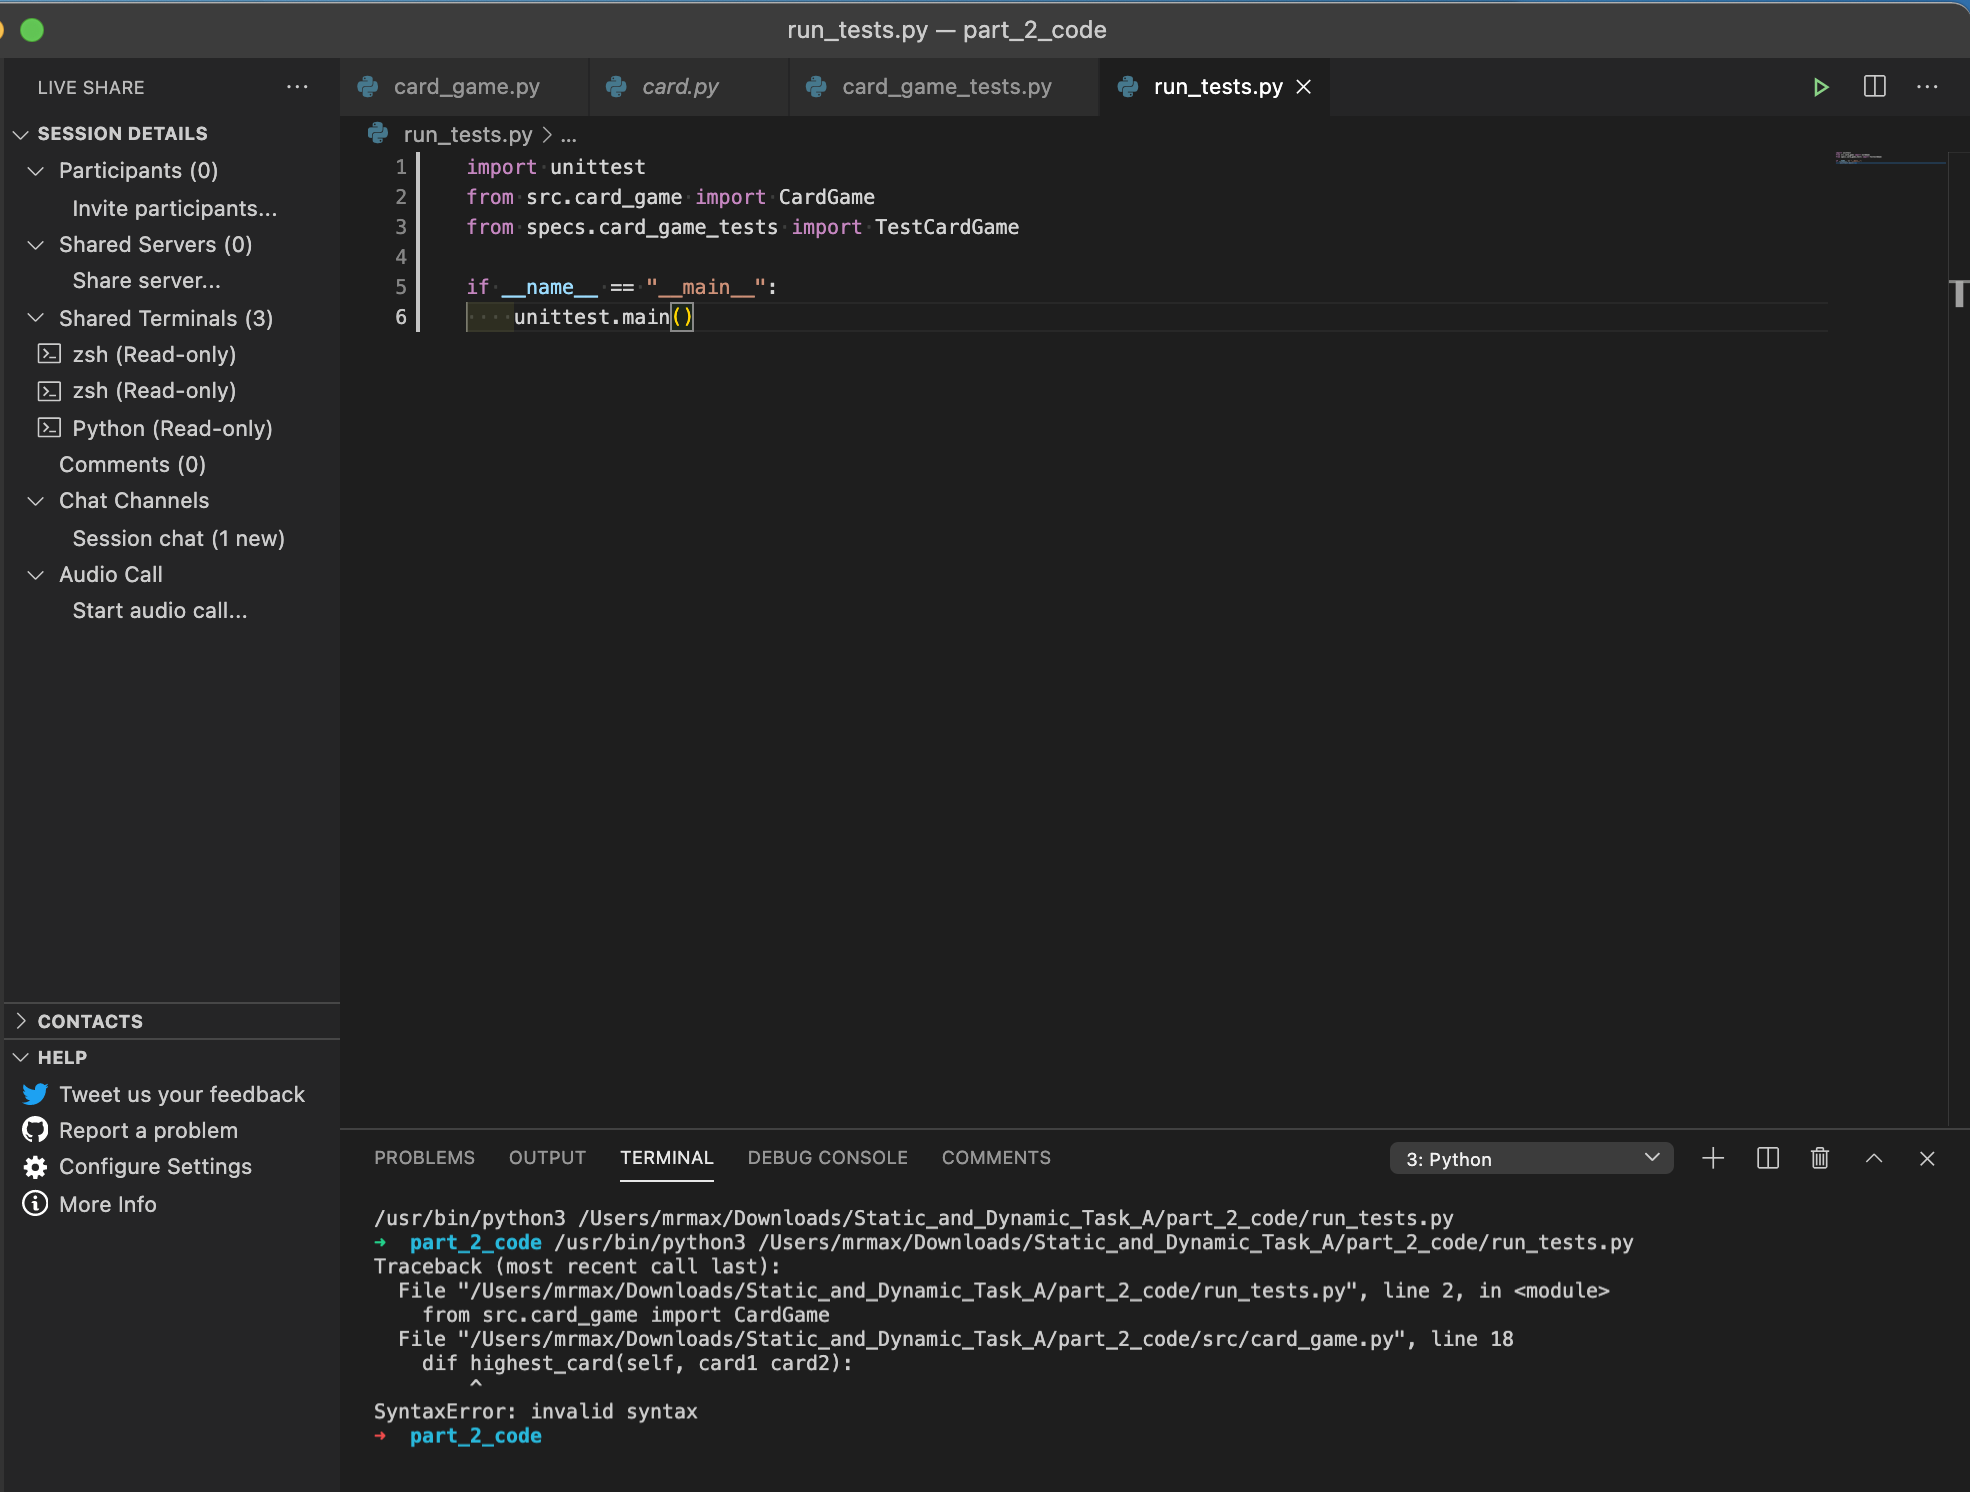 run_tests.py — part_2_code
LIVE SHARE
SESSION DETAILS
Participants (0)
Invite participants...
Shared Servers (0)
Share server...
Shared Terminals (3)
zsh (Read-only)
zsh (Read-only)
Python (Read-only)
Comments (0)
Chat Channels
Session chat (1 new)
Audio Call
Start audio call...
CONTACTS
HELP
Tweet us your feedback
Report a problem
Configure Settings
More Info
card_game.py card.py card_game_tests.py run_tests.py
run_tests.py > ...
1 import unittest
2 from src.card_game import CardGame
3 from specs.card_game_tests import TestCardGame
4
5 if __name__ == "__main__":
6 unittest.main()
PROBLEMS OUTPUT TERMINAL DEBUG CONSOLE COMMENTS 3: Python
/usr/bin/python3 /Users/mrmax/Downloads/Static_and_Dynamic_Task_A/part_2_code/run_tests.py
➜ part_2_code /usr/bin/python3 /Users/mrmax/Downloads/Static_and_Dynamic_Task_A/part_2_code/run_tests.py
Traceback (most recent call last):
File "/Users/mrmax/Downloads/Static_and_Dynamic_Task_A/part_2_code/run_tests.py", line 2, in <module>
from src.card_game import CardGame
File "/Users/mrmax/Downloads/Static_and_Dynamic_Task_A/part_2_code/src/card_game.py", line 18
dif highest_card(self, card1 card2):
^
SyntaxError: invalid syntax
➜ part_2_code